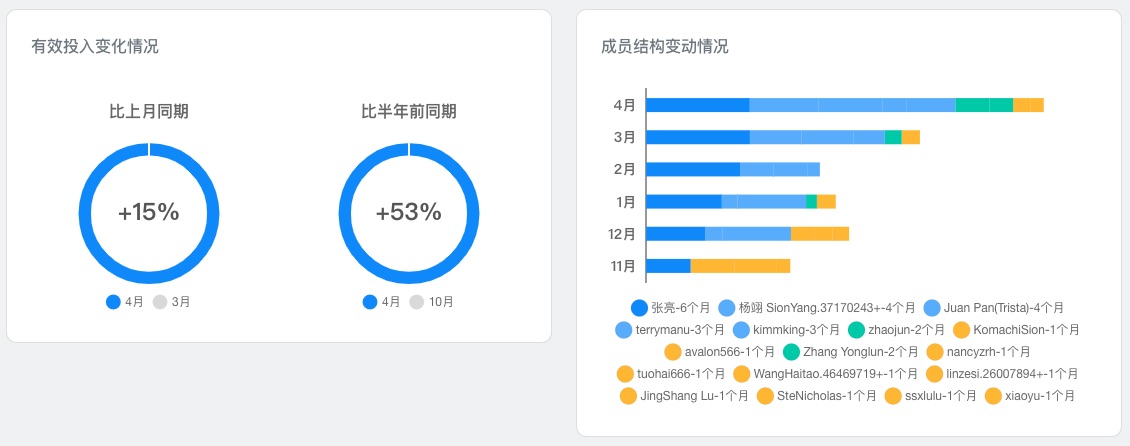 有效投入变化情况
比上月同期
比半年前同期
+15%
+53%
4月 3月
4月 10月
成员结构变动情况
4月
3月
2月
1月
12月
11月
张亮-6个月 杨翊 SionYang.37170243+-4个月 Juan Pan(Trista)-4个月
terrymanu-3个月 kimmking-3个月 zhaojun-2个月 KomachiSion-1个月
avalon566-1个月 Zhang Yonglun-2个月 nancyzrh-1个月
tuohai666-1个月 WangHaitao.46469719+-1个月 linzesi.26007894+-1个月
JingShang Lu-1个月 SteNicholas-1个月 ssxlulu-1个月 xiaoyu-1个月